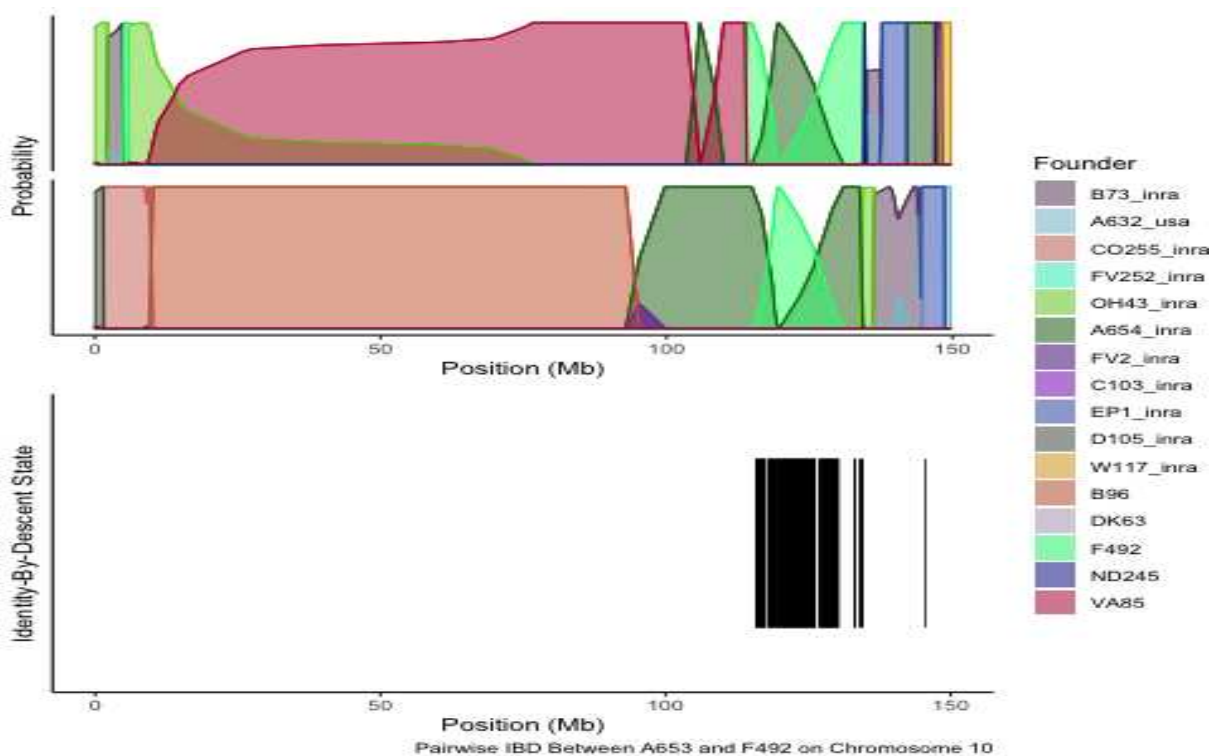 Probability
0 50 100 150
Position (Mb)
Identity-By-Descent State
0 50 100 150
Position (Mb)
Pairwise IBD Between A653 and F492 on Chromosome 10
Founder
B73_inra
A632_usa
CO255_inra
FV252_inra
OH43_inra
A654_inra
FV2_inra
C103_inra
EP1_inra
D105_inra
W117_inra
B96
DK63
F492
ND245
VA85